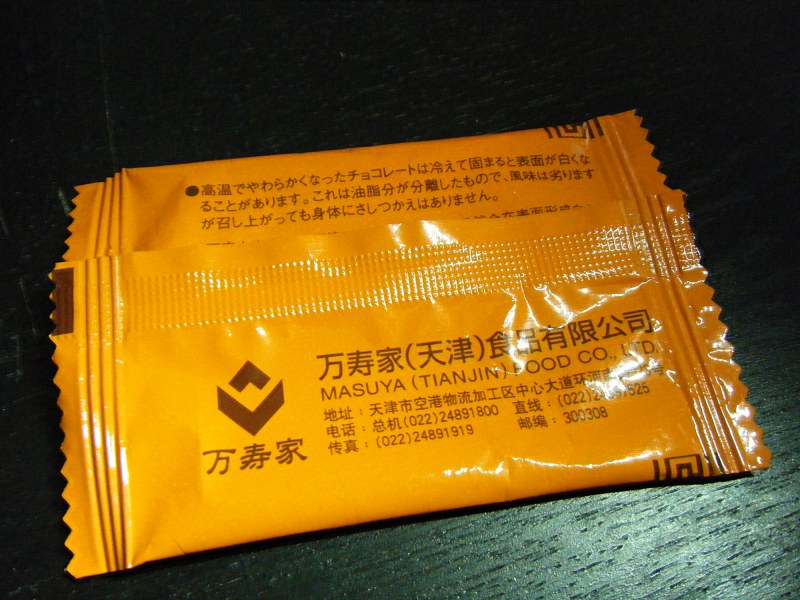 ●高温でやわらかくなったチョコレートは冷えて固まると表面が白くな
ることがあります。これは油脂分が分離したもので、風味は劣ります
が召し上がっても身体にさしつかえはありません。
万寿家(天津)食品有限公司
MASUYA (TIANJIN) FOOD CO., LTD.
地址：天津市空港物流加工区中心大道环河
电话：总机(022)24891800 直线：(022)
传真：(022)24891919 邮编：300308
万寿家